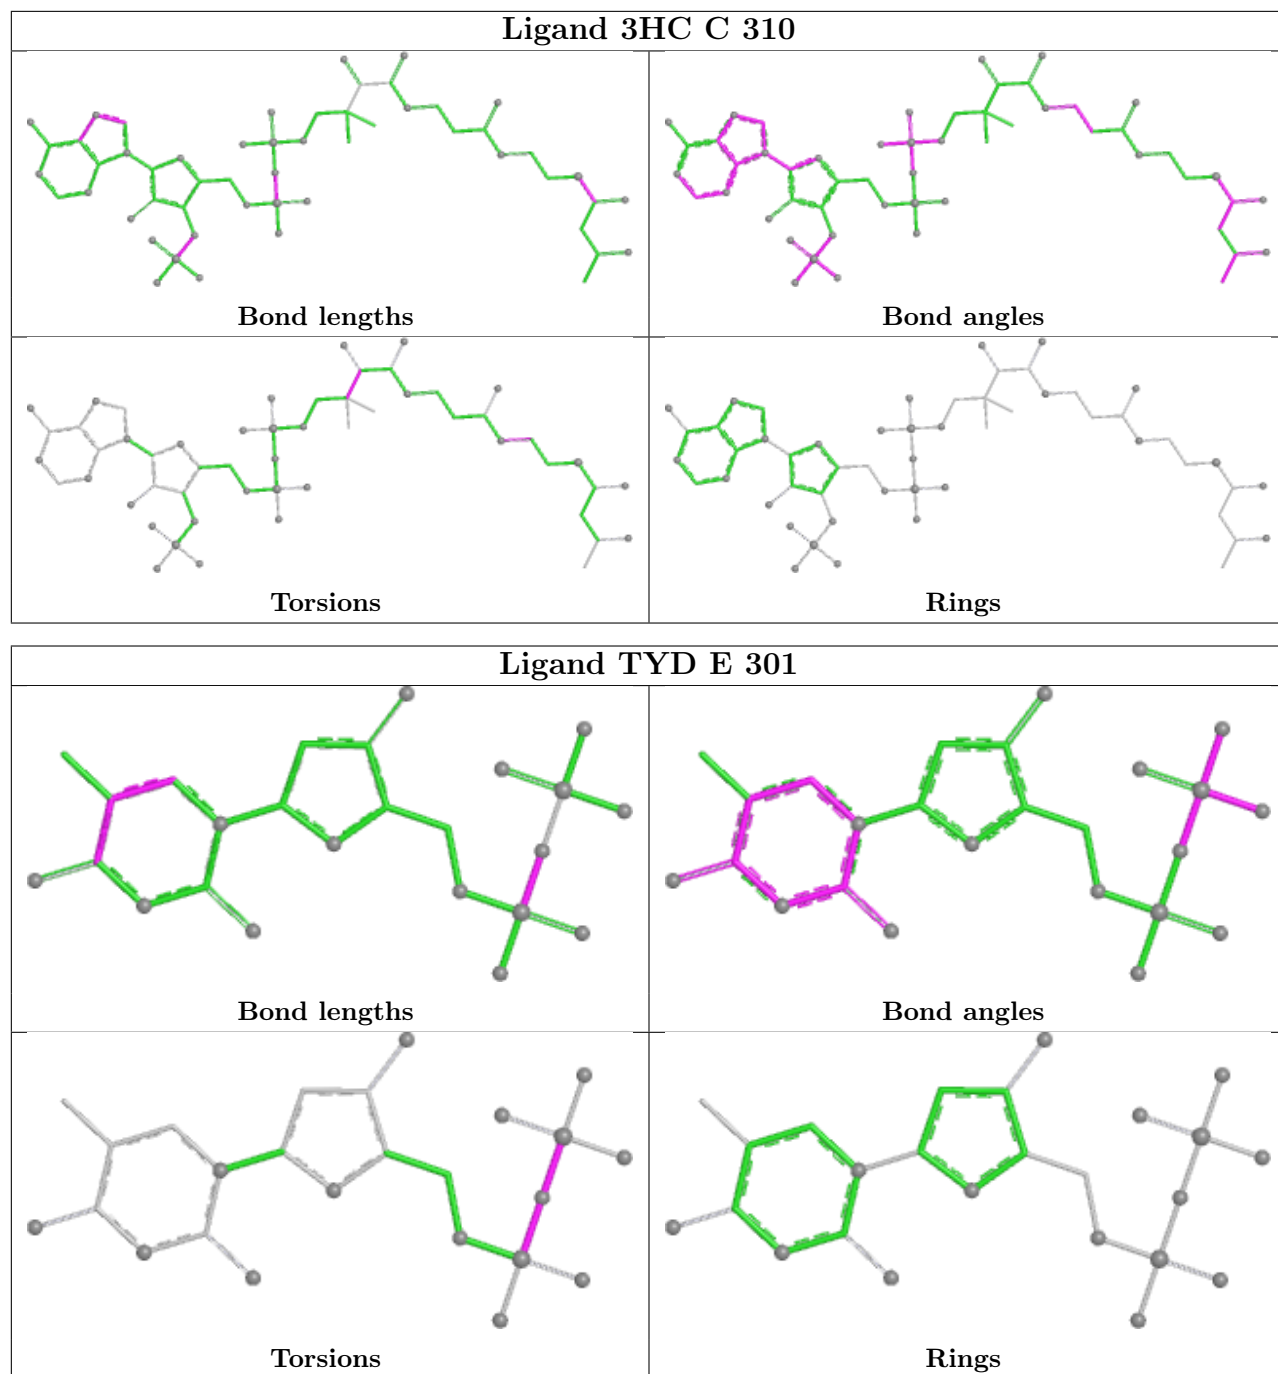 Ligand 3HC C 310
Bond lengths
Bond angles
Torsions
Rings
Ligand TYD E 301
Bond lengths
Bond angles
Torsions
Rings